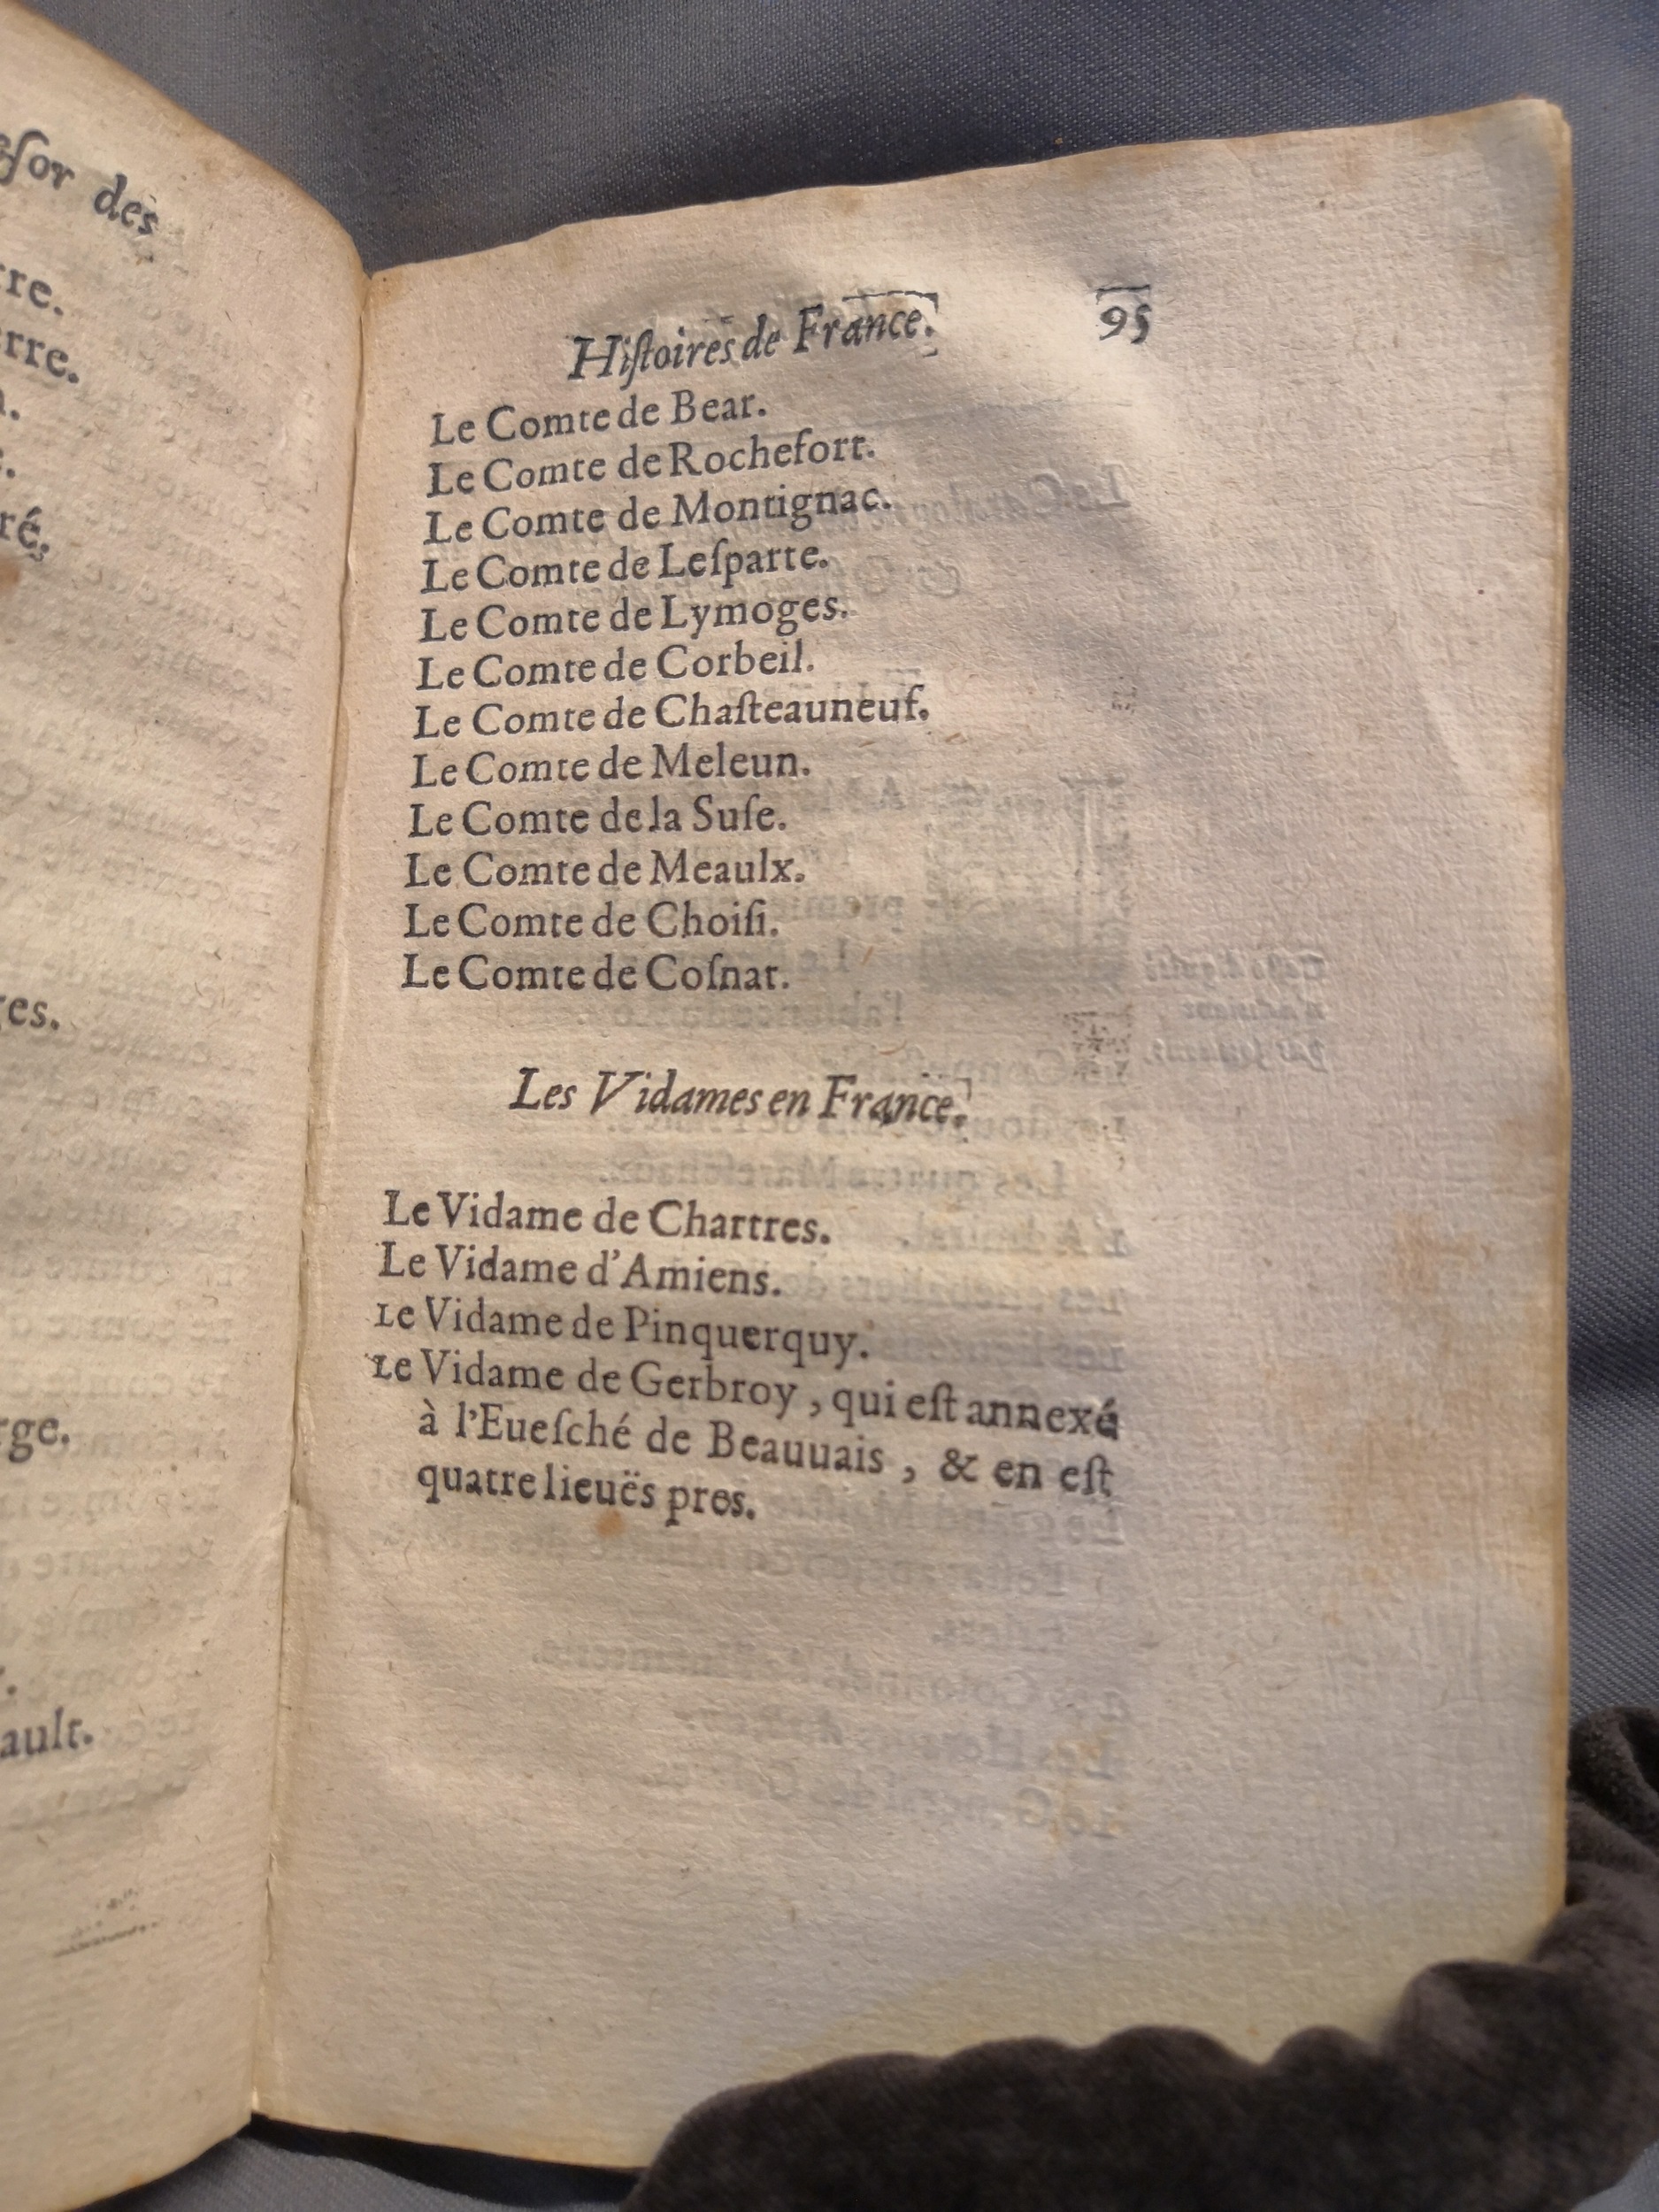 des
Histoires de France. 95
Le Comte de Bear.
Le Comte de Rochefort.
Le Comte de Montignac.
Le Comte de Leſparte.
Le Comte de Lymoges.
Le Comte de Corbeil.
Le Comte de Chaſteauneuf.
Le Comte de Meleun.
Le Comte de la Suſe.
Le Comte de Meaulx.
Le Comte de Choiſi.
Le Comte de Coſnat.
Les Vidames en France.
Le Vidame de Chartres.
Le Vidame d'Amiens.
Le Vidame de Pinquerquy.
Le Vidame de Gerbroy, qui eſt annexé
à l'Eueſché de Beauuais, & en eſt
quatre lieuës pres.